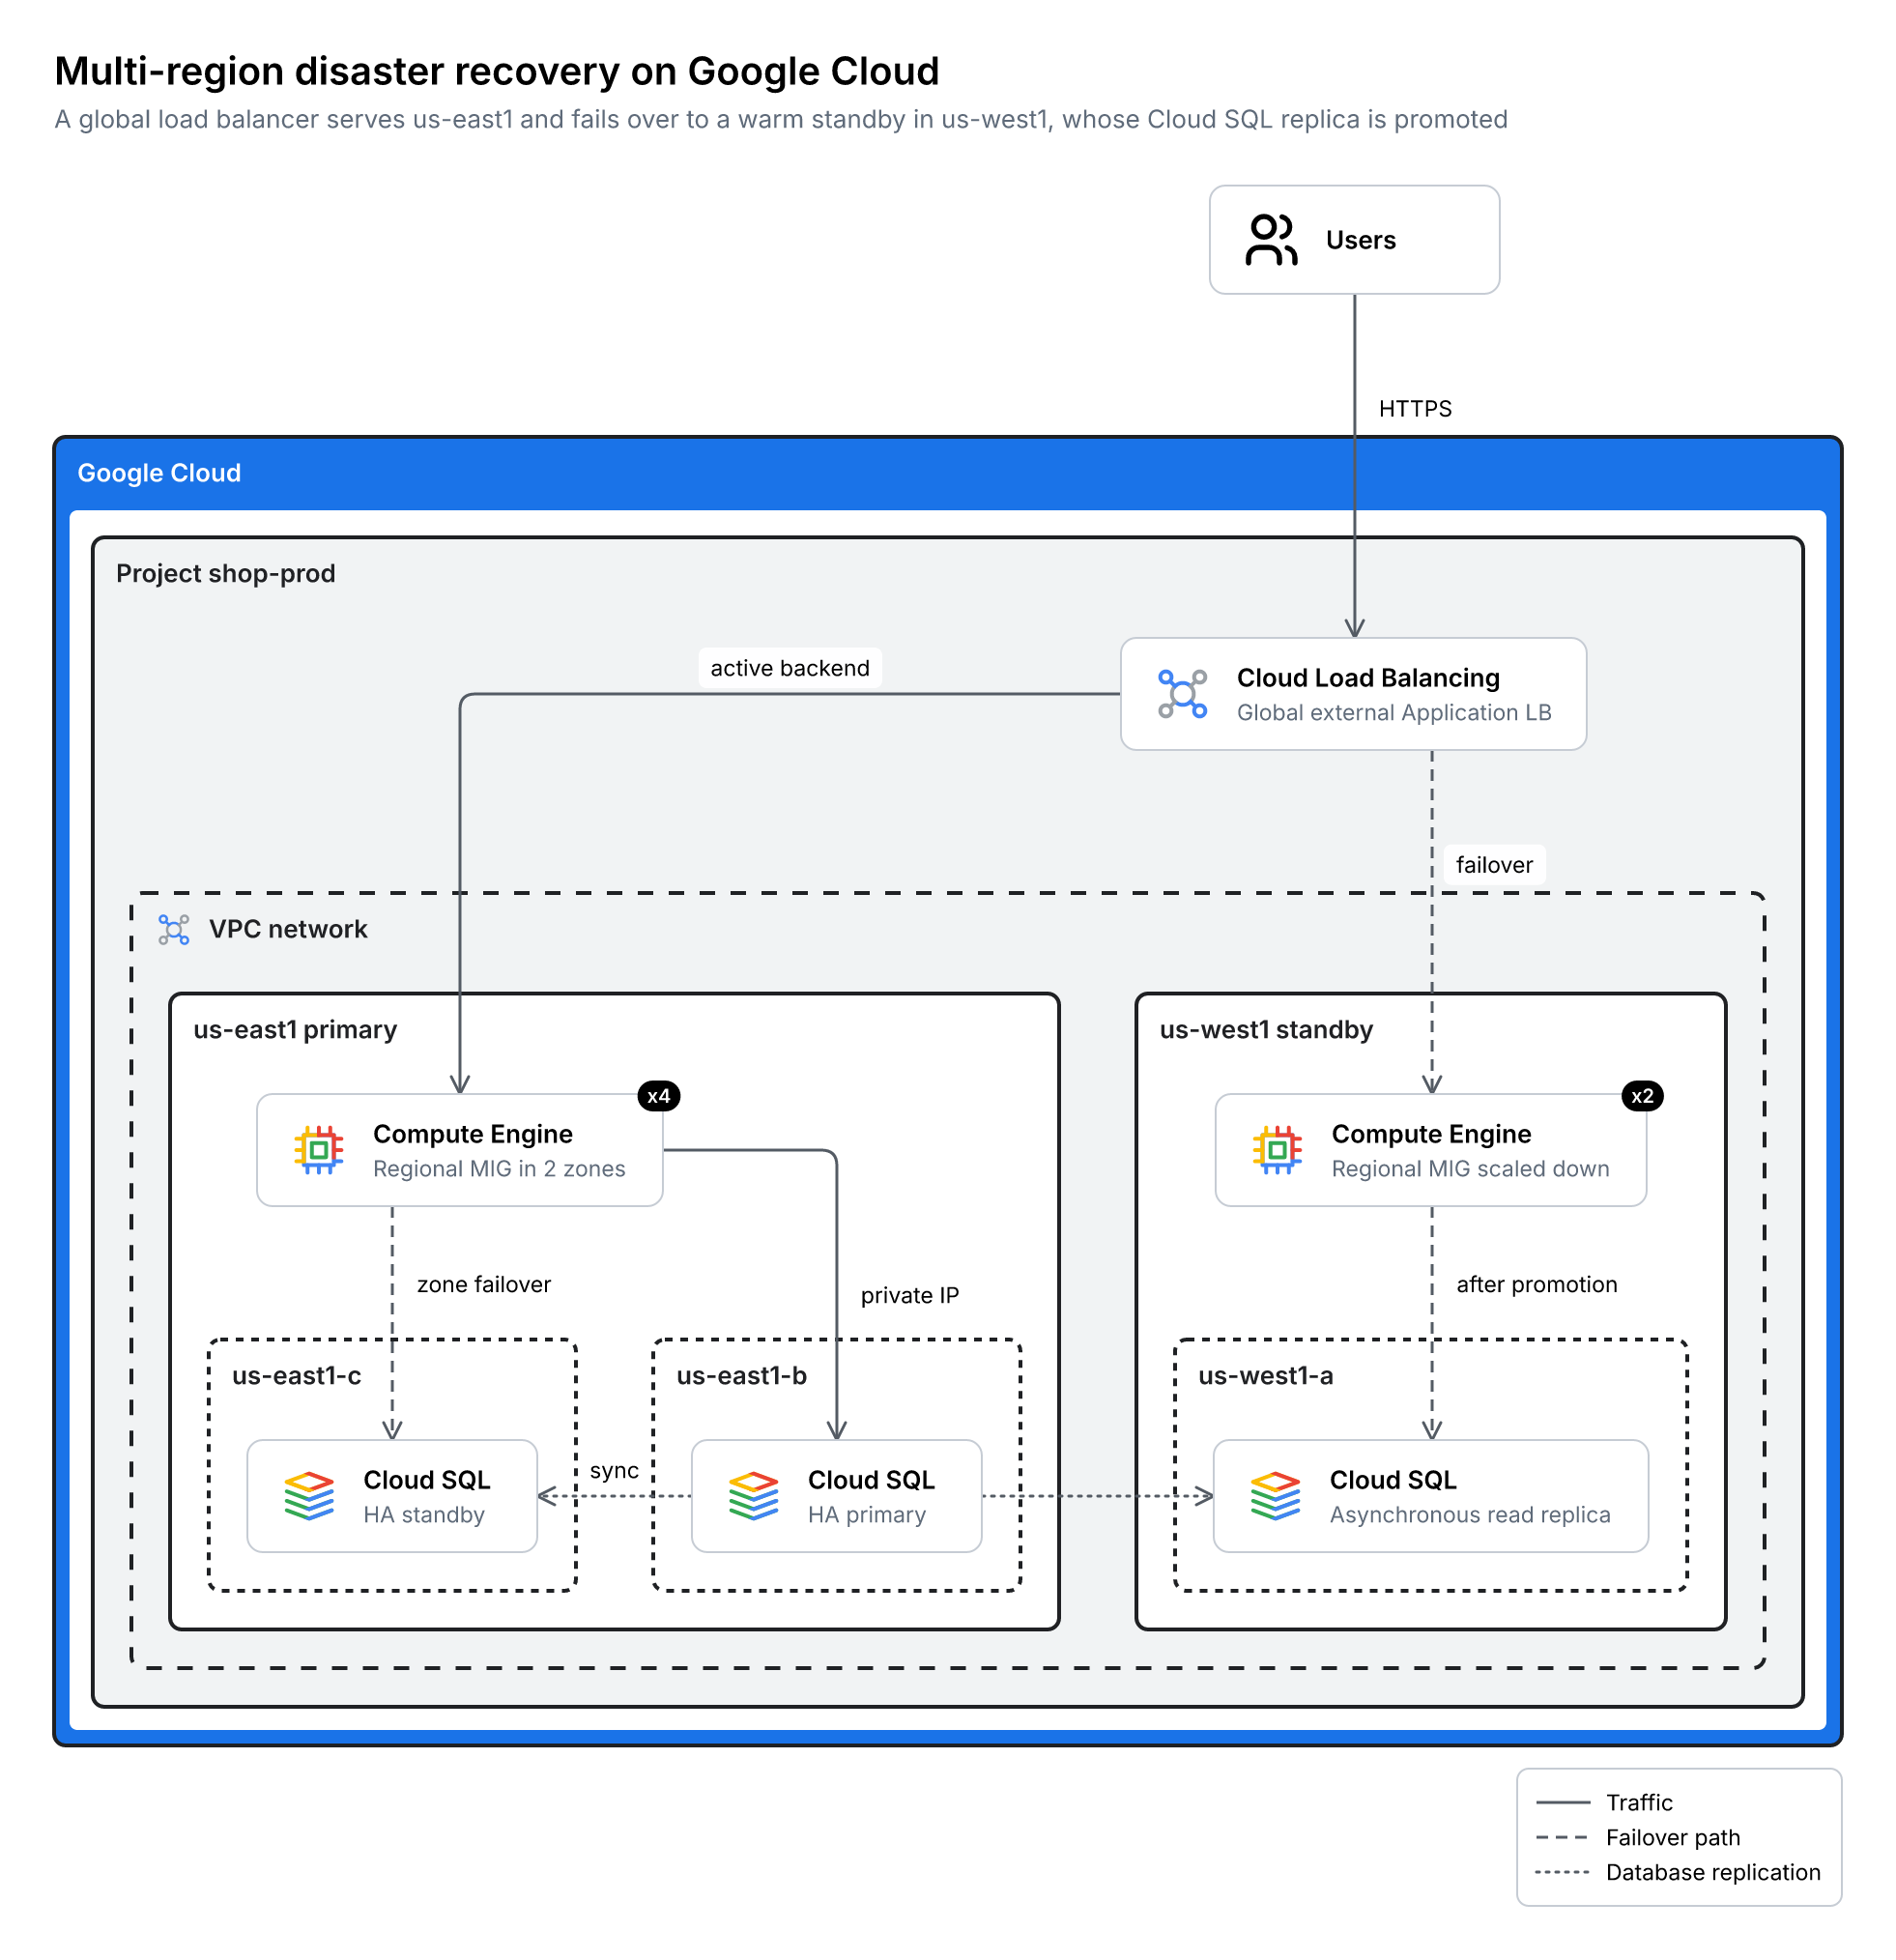 Multi-region disaster recovery on Google Cloud
A global load balancer serves us-east1 and fails over to a warm standby in us-west1, whose Cloud SQL replica is promoted
Users
HTTPS
Google Cloud
Project shop-prod
active backend
Cloud Load Balancing
Global external Application LB
failover
VPC network
us-east1 primary
x4
Compute Engine
Regional MIG in 2 zones
zone failover
private IP
us-east1-c
Cloud SQL
HA standby
sync
us-east1-b
Cloud SQL
HA primary
us-west1 standby
x2
Compute Engine
Regional MIG scaled down
after promotion
us-west1-a
Cloud SQL
Asynchronous read replica
Traffic
Failover path
Database replication